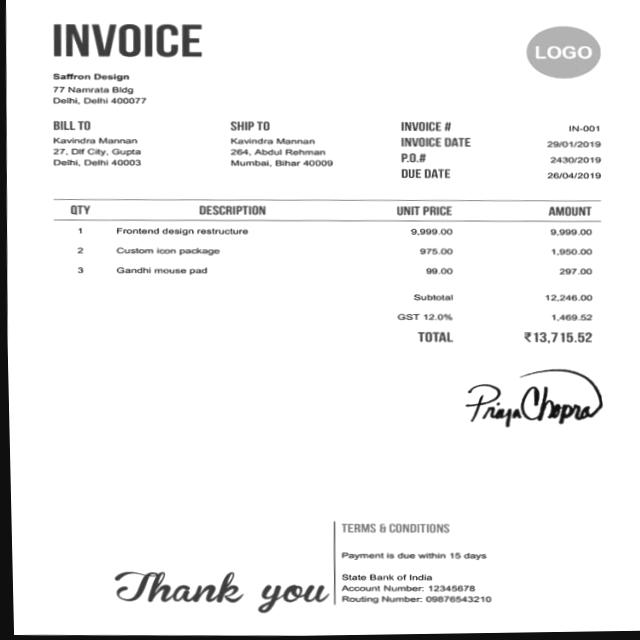 INVOICE
LOGO
Saffron Design
77 Namrata Bldg
Delhi, Delhi 400077
BILL TO
Kavindra Mannan
27, Dlf City, Gupta
Delhi, Delhi 40003
SHIP TO
Kavindra Mannan
264, Abdul Rehman
Mumbai, Bihar 40009
INVOICE # IN-001
INVOICE DATE 29/01/2019
P.O.# 2430/2019
DUE DATE 26/04/2019
QTY DESCRIPTION UNIT PRICE AMOUNT
1 Frontend design restructure 9,999.00 9,999.00
2 Custom icon package 975.00 1,950.00
3 Gandhi mouse pad 99.00 297.00
Subtotal 12,246.00
GST 12.0% 1,469.52
TOTAL ₹13,715.52
Priya Chopra
TERMS & CONDITIONS
Payment is due within 15 days
State Bank of India
Account Number: 12345678
Routing Number: 09876543210
Thank you